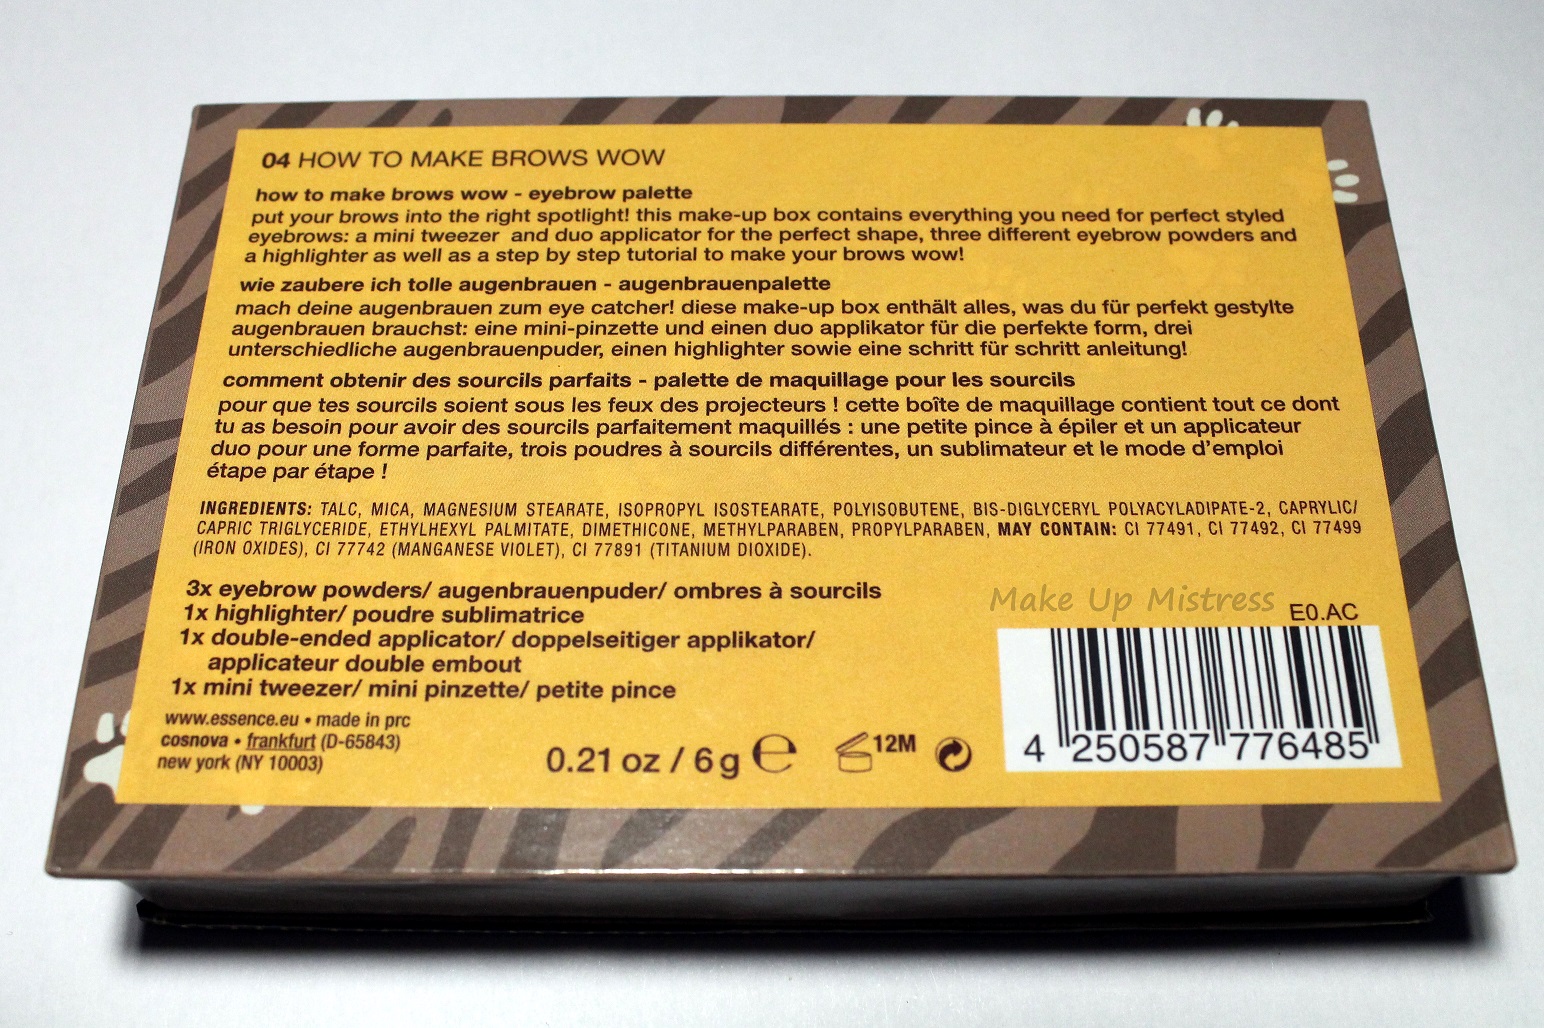 04 HOW TO MAKE BROWS WOW
how to make brows wow - eyebrow palette
put your brows into the right spotlight! this make-up box contains everything you need for perfect styled
eyebrows: a mini tweezer and duo applicator for the perfect shape, three different eyebrow powders and
a highlighter as well as a step by step tutorial to make your brows wow!
wie zaubere ich tolle augenbrauen - augenbrauenpalette
mach deine augenbrauen zum eye catcher! diese make-up box enthält alles, was du für perfekt gestylte
augenbrauen brauchst: eine mini-pinzette und einen duo applikator für die perfekte form, drei
unterschiedliche augenbrauenpuder, einen highlighter sowie eine schritt für schritt anleitung!
comment obtenir des sourcils parfaits - palette de maquillage pour les sourcils
pour que tes sourcils soient sous les feux des projecteurs ! cette boîte de maquillage contient tout ce dont
tu as besoin pour avoir des sourcils parfaitement maquillés : une petite pince à épiler et un applicateur
duo pour une forme parfaite, trois poudres à sourcils différentes, un sublimateur et le mode d'emploi
étape par étape !
INGREDIENTS: TALC, MICA, MAGNESIUM STEARATE, ISOPROPYL ISOSTEARATE, POLYISOBUTENE, BIS-DIGLYCERYL POLYACYLADIPATE-2, CAPRYLIC/
CAPRIC TRIGLYCERIDE, ETHYLHEXYL PALMITATE, DIMETHICONE, METHYLPARABEN, PROPYLPARABEN, MAY CONTAIN: CI 77491, CI 77492, CI 77499
(IRON OXIDES), CI 77742 (MANGANESE VIOLET), CI 77891 (TITANIUM DIOXIDE).
3x eyebrow powders/ augenbrauenpuder/ ombres à sourcils
1x highlighter/ poudre sublimatrice
1x double-ended applicator/ doppelseitiger applikator/
applicateur double embout
1x mini tweezer/ mini pinzette/ petite pince
www.essence.eu • made in prc
cosnova • frankfurt (D-65843)
new york (NY 10003)
0.21 oz / 6 g ℮ 12M
Make Up Mistress
E0.AC
4 250587 776485